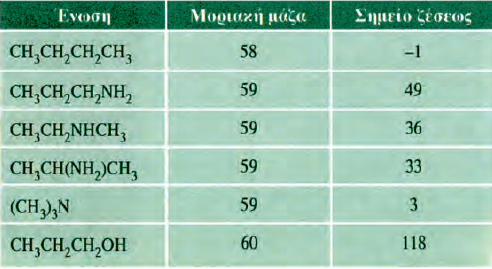 Ένωση Μοριακή μάζα Σημείο ζέσεως
CH₃CH₂CH₂CH₃ 58 –1
CH₃CH₂CH₂NH₂ 59 49
CH₃CH₂NHCH₃ 59 36
CH₃CH(NH₂)CH₃ 59 33
(CH₃)₃N 59 3
CH₃CH₂CH₂OH 60 118